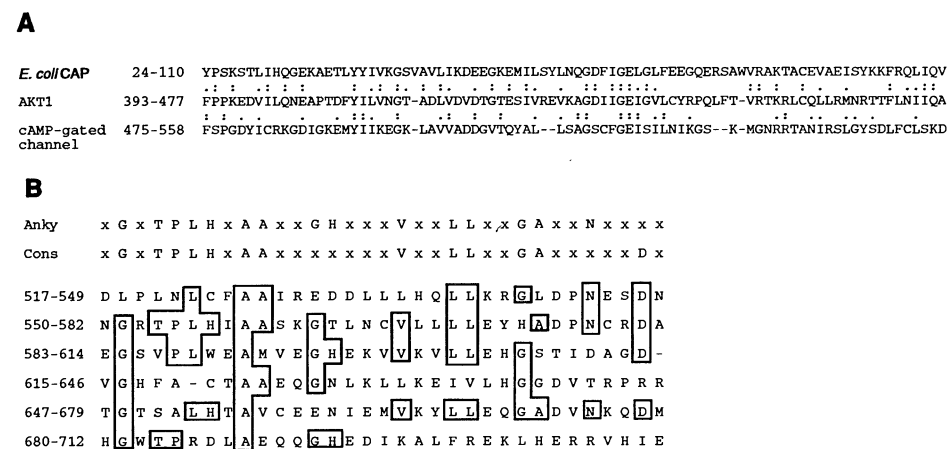 A
E. coli CAP 24-110 YPSKSTLIHQGEKAETLYYIVKGSVAVLIKDEEGKEMILSYLNQGDFIGELGLFEEGQERSAWVRAKTACEVAEISYKKFRQLIQV
AKT1 393-477 FPPKEDVILQNEAPTDFYILVNGT-ADLVDVDTGTESIVREVKAGDIIGEIGVLCYRPQLFT-VRTKRLCQLLRMNRTTFLNIIQA
cAMP-gated 475-558 FSPGDYICRKGDIGKEMYIIKEGK-LAVVADDGVTQYAL--LSAGSCFGEISILNIKGS--K-MGNRRTANIRSLGYSDLFCLSKD
channel
B
Anky x G x T P L H x A A x x G H x x x V x x L L x x G A x x N x x x x
Cons x G x T P L H x A A x x x x x x x V x x L L x x G A x x x x x D x
517-549 D L P L N L C F A A I R E D D L L L H Q L L K R G L D P N E S D N
550-582 N G R T P L H I A A S K G T L N C V L L L L E Y H A D P N C R D A
583-614 E G S V P L W E A M V E G H E K V V K V L L E H G S T I D A G D -
615-646 V G H F A - C T A A E Q G N L K L L K E I V L H G G D V T R P R R
647-679 T G T S A L H T A V C E E N I E M V K Y L L E Q G A D V N K Q D M
680-712 H G W T P R D L A E Q Q G H E D I K A L F R E K L H E R R V H I E